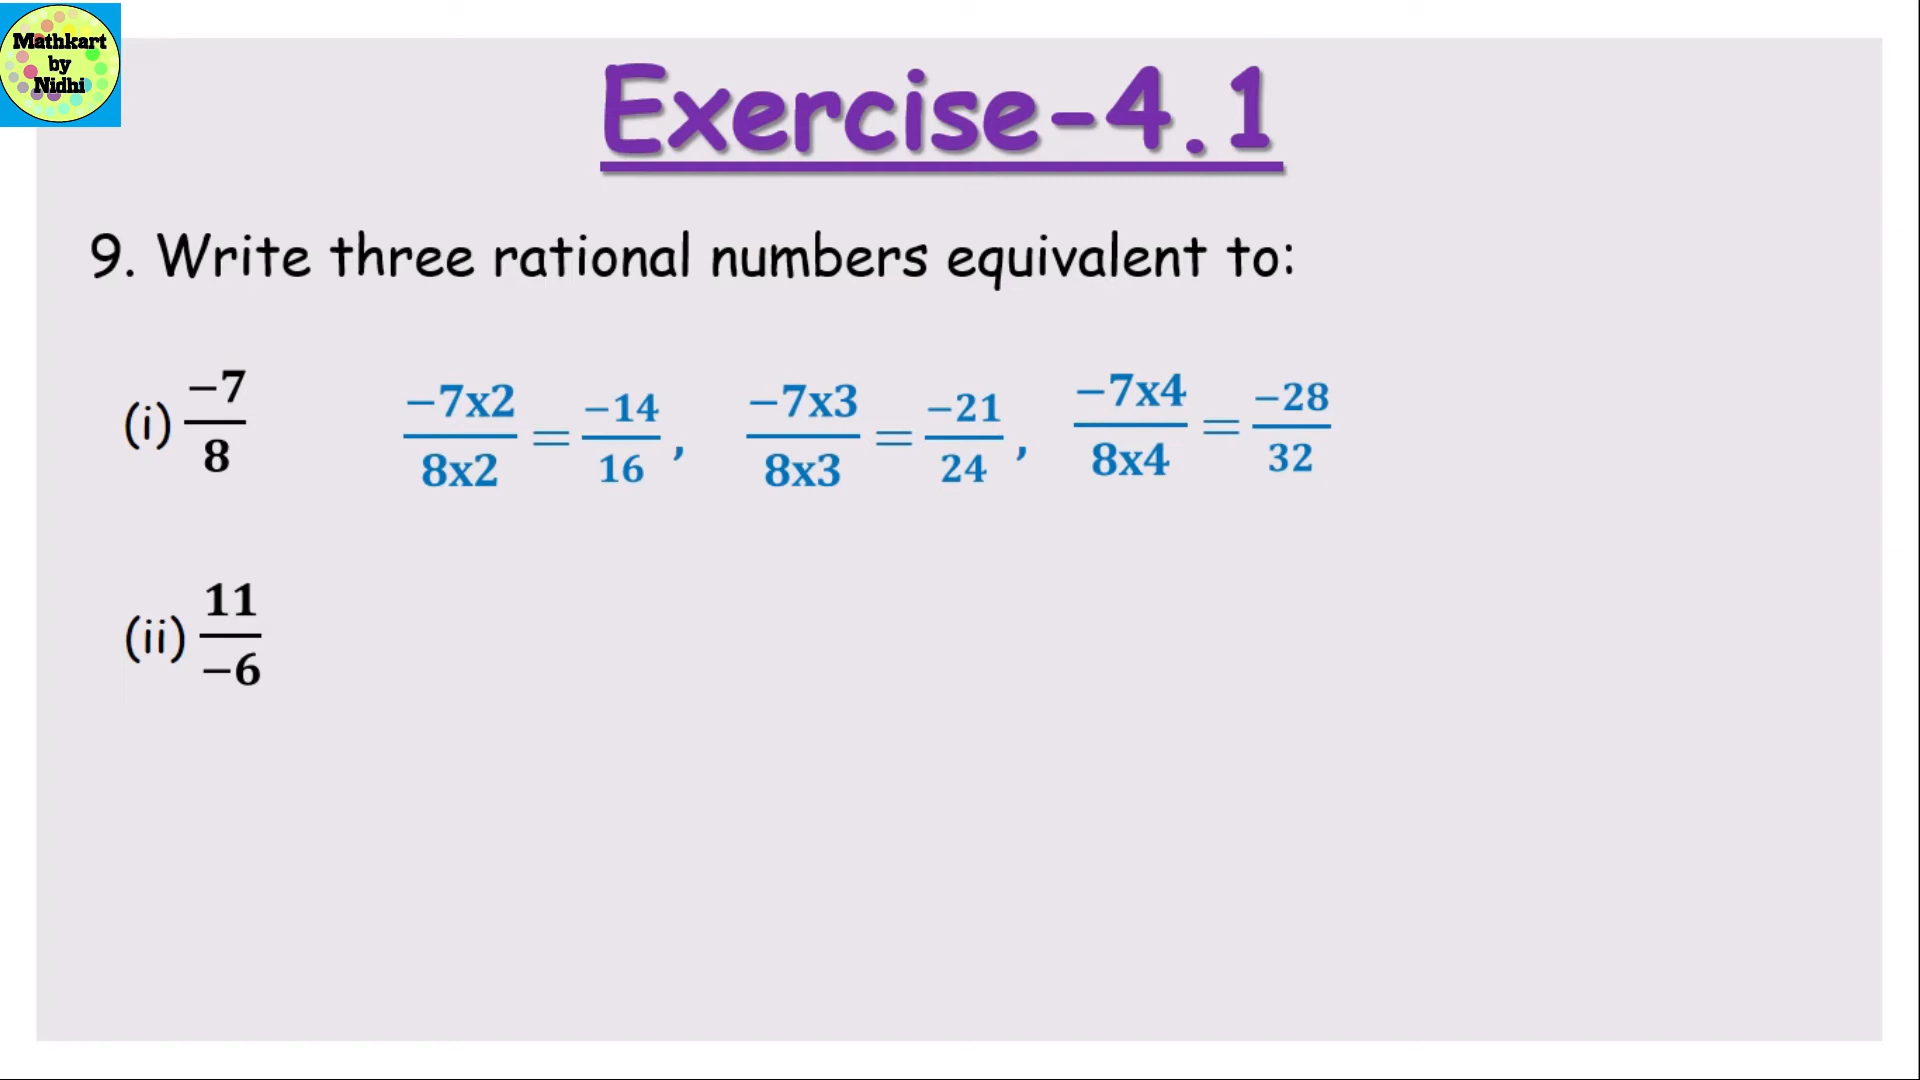 Mathkart
by
Nidhi
Exercise-4.1
9. Write three rational numbers equivalent to:
(i) −7/8 −7x2/8x2 = −14/16 , −7x3/8x3 = −21/24 , −7x4/8x4 = −28/32
(ii) 11/−6